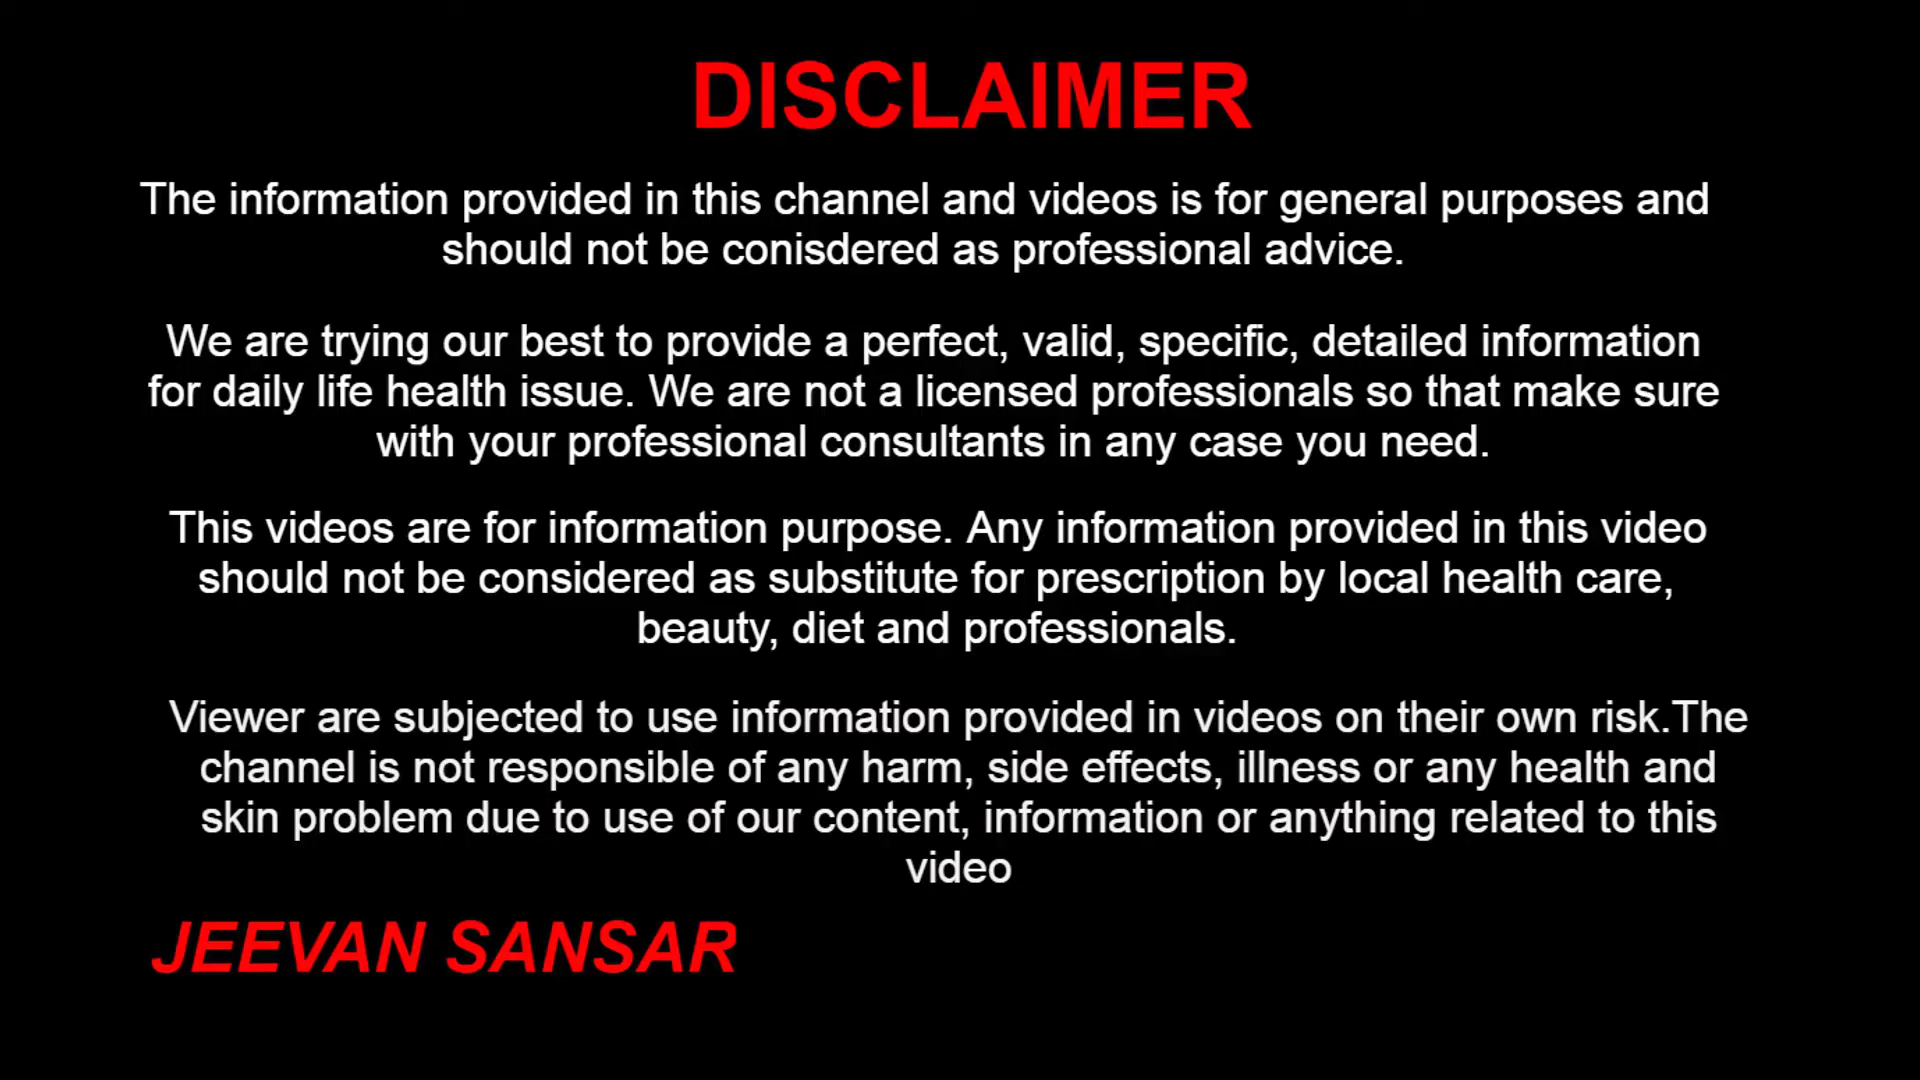 DISCLAIMER
The information provided in this channel and videos is for general purposes and
should not be conisdered as professional advice.
We are trying our best to provide a perfect, valid, specific, detailed information
for daily life health issue. We are not a licensed professionals so that make sure
with your professional consultants in any case you need.
This videos are for information purpose. Any information provided in this video
should not be considered as substitute for prescription by local health care,
beauty, diet and professionals.
Viewer are subjected to use information provided in videos on their own risk.The
channel is not responsible of any harm, side effects, illness or any health and
skin problem due to use of our content, information or anything related to this
video
JEEVAN SANSAR